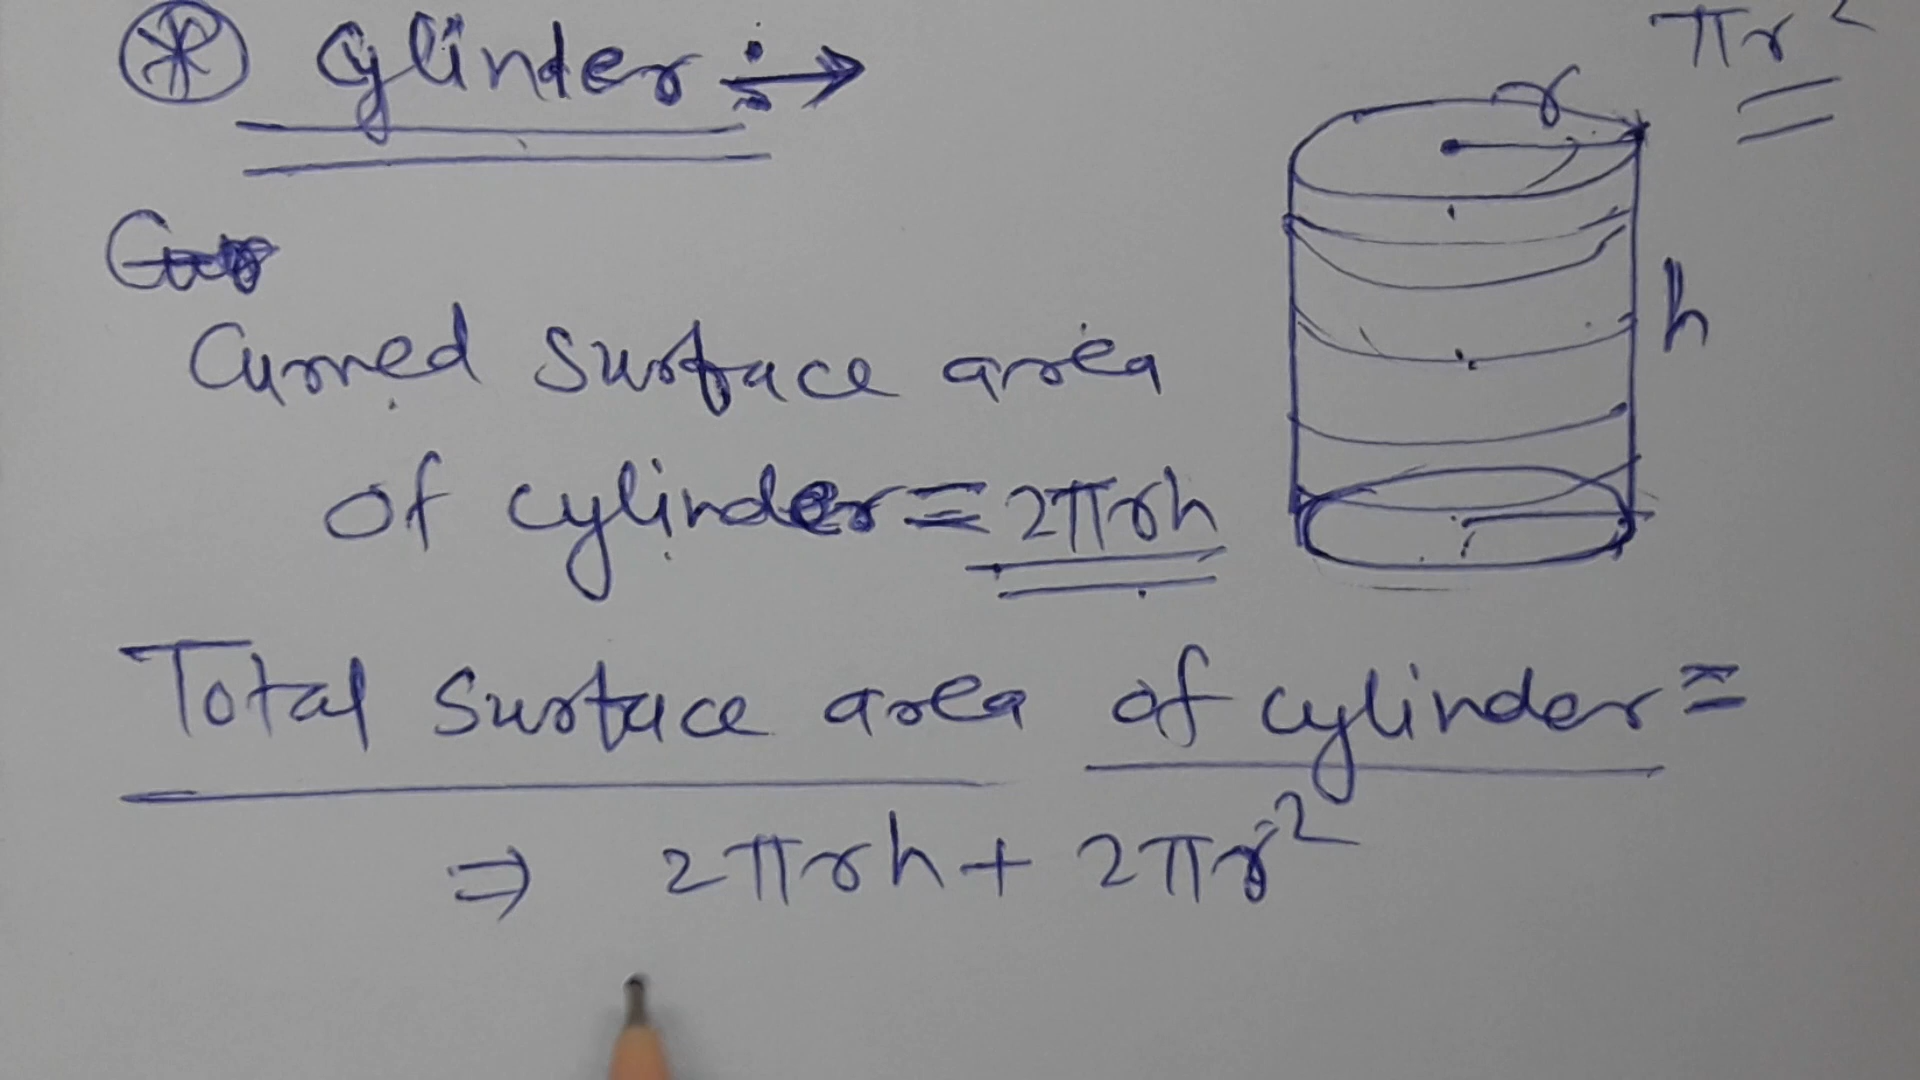 Cylinder :→
πr²
r
h
Curved surface area
of cylinder = 2πrh
Total surface area of cylinder =
⇒ 2πrh + 2πr²